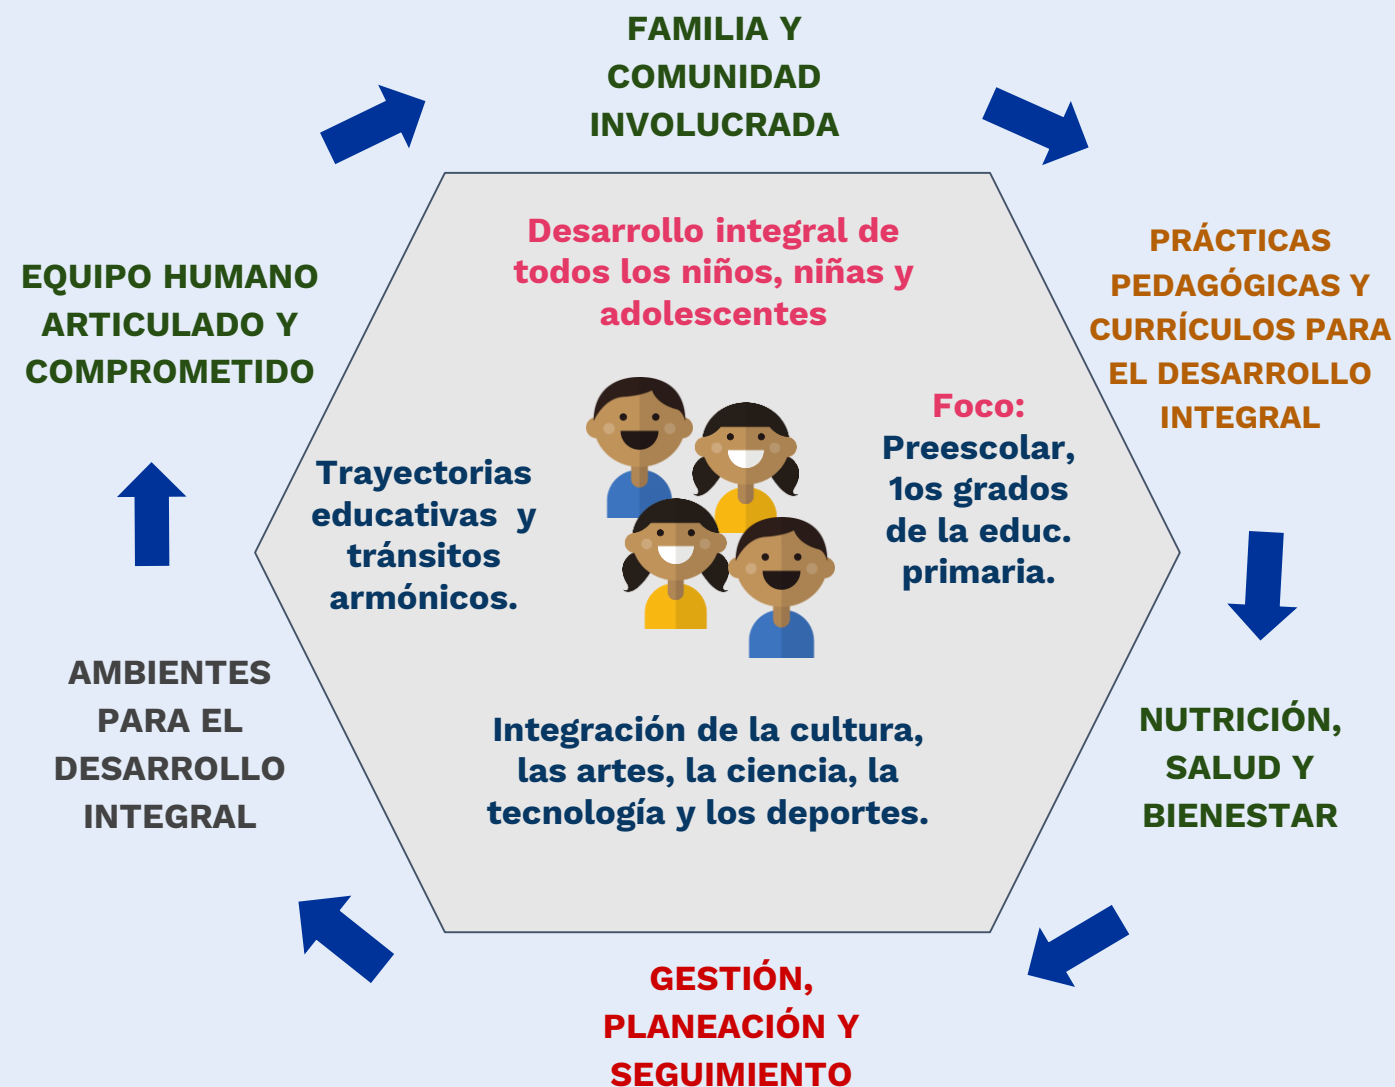 FAMILIA Y
COMUNIDAD
INVOLUCRADA
PRÁCTICAS
PEDAGÓGICAS Y
CURRÍCULOS PARA
EL DESARROLLO
INTEGRAL
NUTRICIÓN,
SALUD Y
BIENESTAR
GESTIÓN,
PLANEACIÓN Y
SEGUIMIENTO
AMBIENTES
PARA EL
DESARROLLO
INTEGRAL
EQUIPO HUMANO
ARTICULADO Y
COMPROMETIDO
Desarrollo integral de
todos los niños, niñas y
adolescentes
Foco:
Preescolar,
1os grados
de la educ.
primaria.
Trayectorias
educativas y
tránsitos
armónicos.
Integración de la cultura,
las artes, la ciencia, la
tecnología y los deportes.